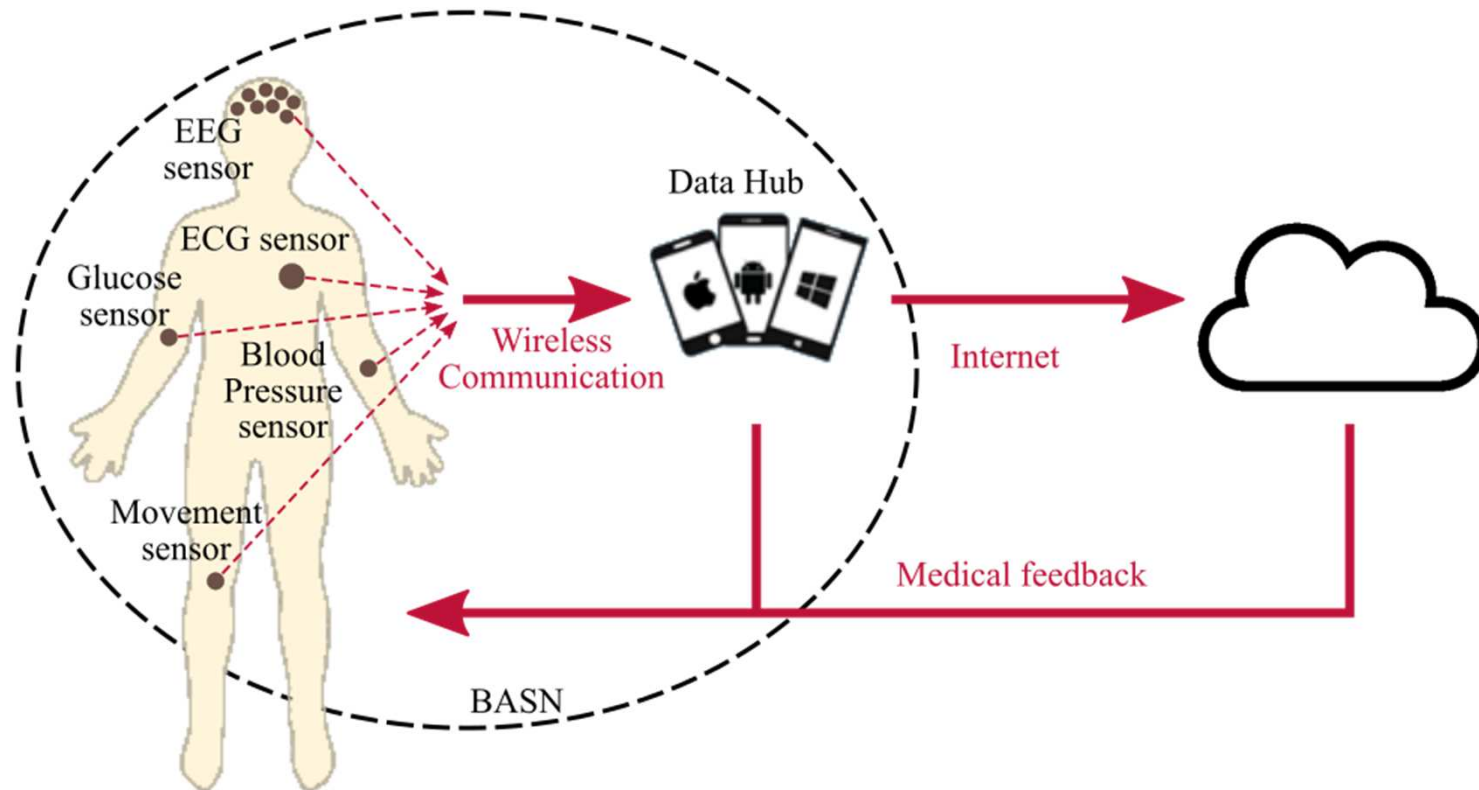 EEG
sensor
Data Hub
ECG sensor
Glucose
sensor
Wireless
Communication
Internet
Blood
Pressure
sensor
Movement
sensor
Medical feedback
BASN